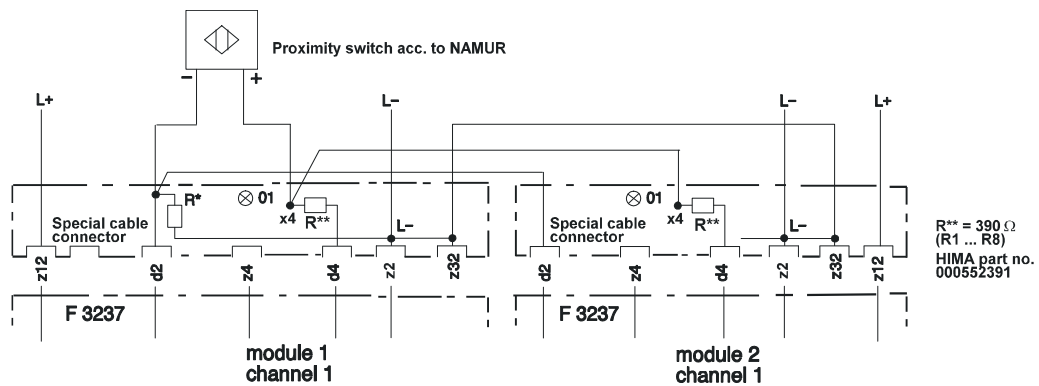 Proximity switch acc. to NAMUR
− +
L+ L− L− L+
R* 01 x4 R** L− 01 x4 R** L−
Special cable
connector
Special cable
connector
R** = 390 Ω
(R1 ... R8)
HIMA part no.
000552391
z12 d2 z4 d4 z2 z32 d2 z4 d4 z2 z32 z12
F 3237 F 3237
module 1
channel 1
module 2
channel 1